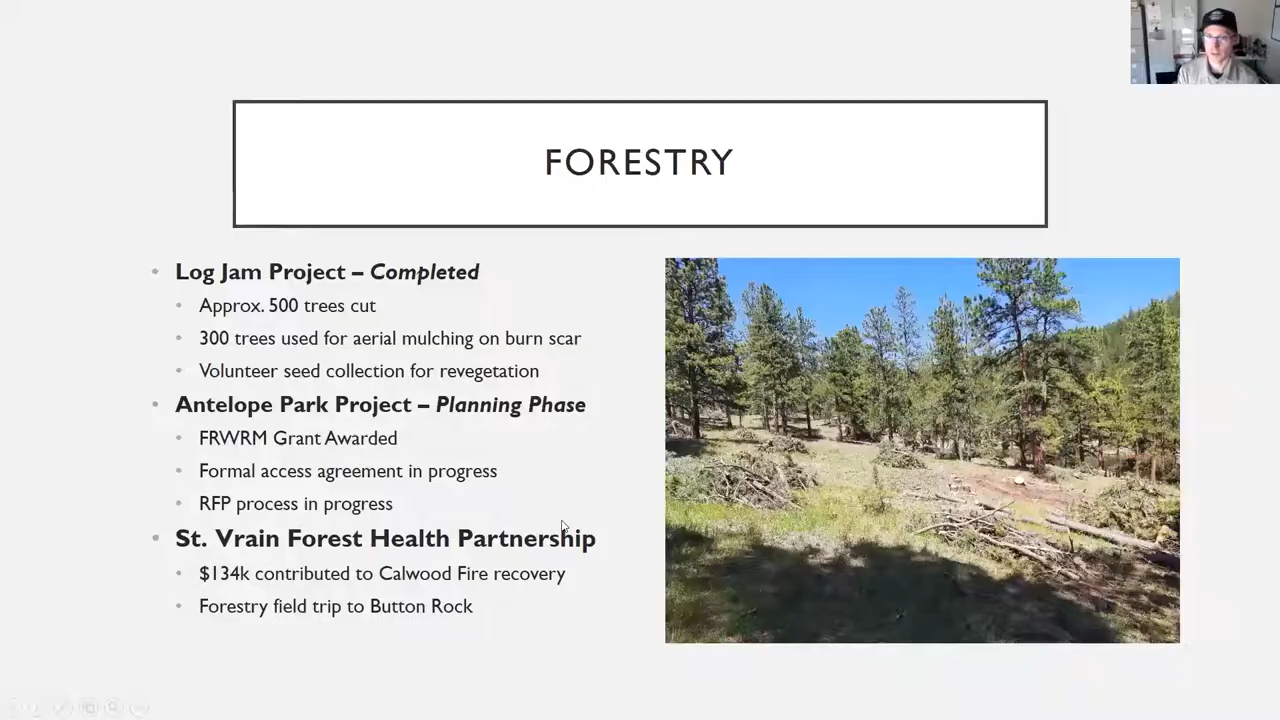 FORESTRY
Log Jam Project – Completed
Approx. 500 trees cut
300 trees used for aerial mulching on burn scar
Volunteer seed collection for revegetation
Antelope Park Project – Planning Phase
FRWRM Grant Awarded
Formal access agreement in progress
RFP process in progress
St. Vrain Forest Health Partnership
$134k contributed to Calwood Fire recovery
Forestry field trip to Button Rock